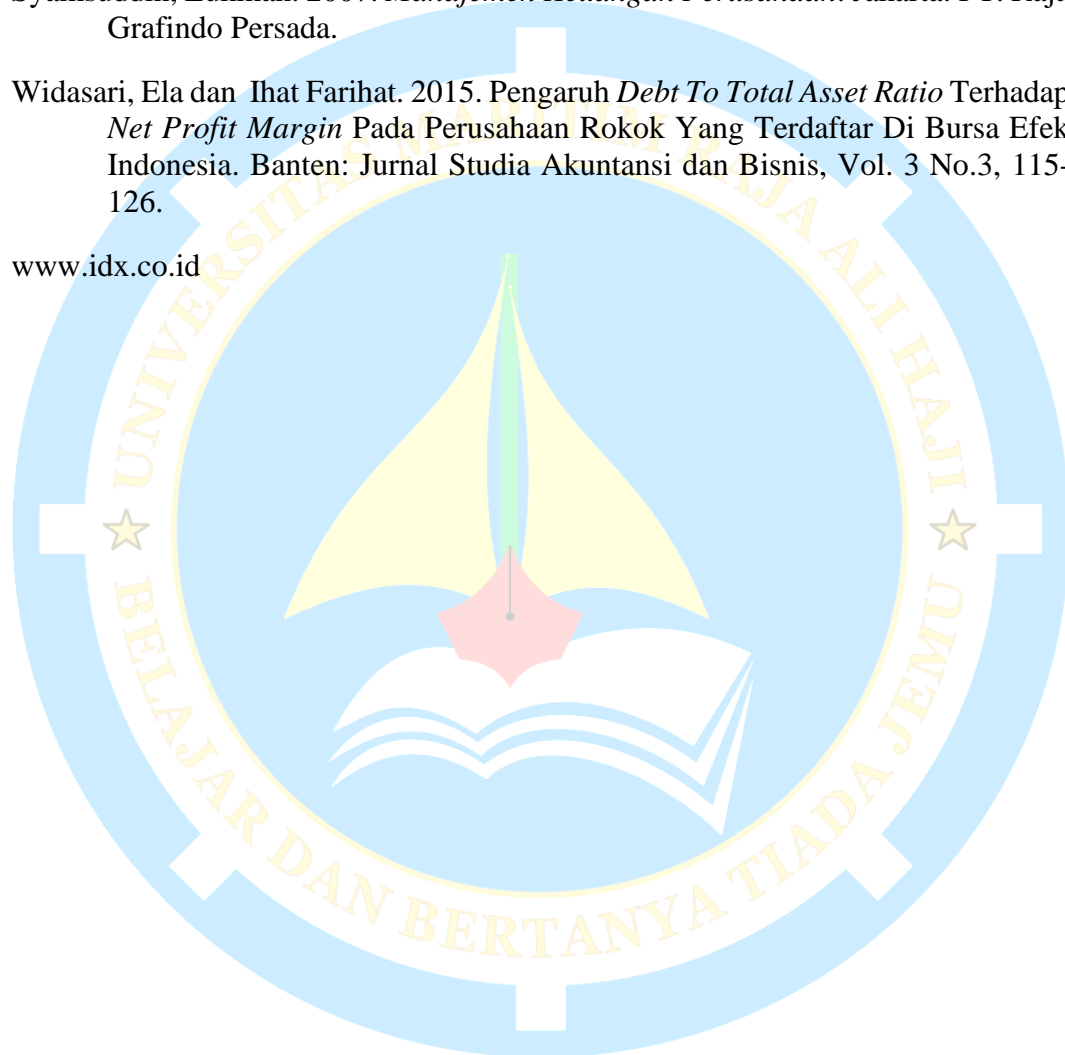 Grafindo Persada.
Widasari, Ela dan Ihat Farihat. 2015. Pengaruh Debt To Total Asset Ratio Terhadap
Net Profit Margin Pada Perusahaan Rokok Yang Terdaftar Di Bursa Efek
Indonesia. Banten: Jurnal Studia Akuntansi dan Bisnis, Vol. 3 No.3, 115-
126.
www.idx.co.id
UNIVERSITAS MARITIM RAJA ALI HAJI
BELAJAR DAN BERTANYA TIADA JEMU